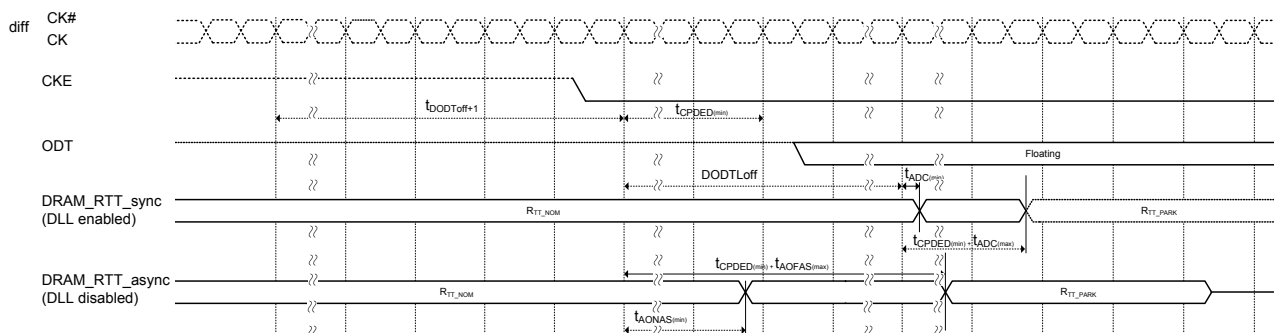 diff
CK#
CK
CKE
tDODToff+1
tCPDED(min)
ODT
Floating
DODTLoff
tADC(min)
DRAM_RTT_sync
(DLL enabled)
RTT_NOM
RTT_PARK
tCPDED(min) + tADC(max)
tCPDED(min) + tAOFAS(max)
DRAM_RTT_async
(DLL disabled)
RTT_NOM
RTT_PARK
tAONAS(min)